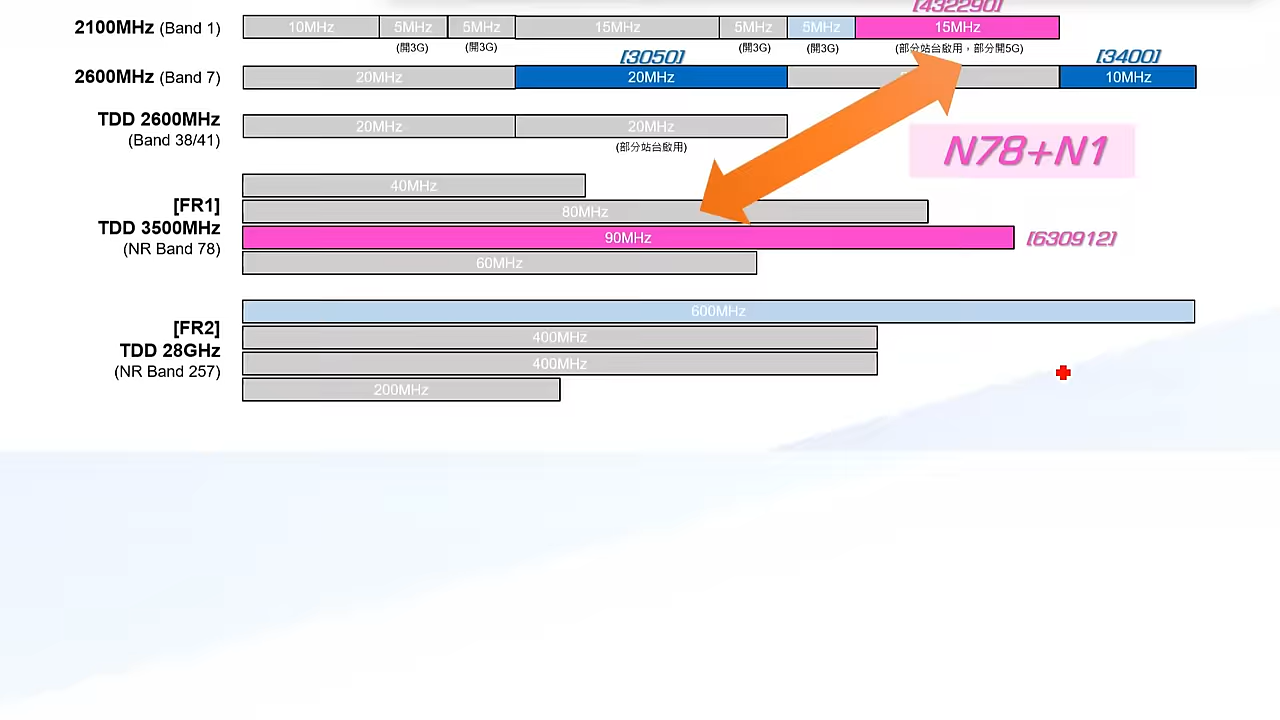 [432290]
2100MHz (Band 1) 10MHz 5MHz 5MHz 15MHz 5MHz 5MHz 15MHz
(開3G) (開3G) (開3G) (開3G) (部分站台啟用，部分開5G)
[3050] [3400]
2600MHz (Band 7) 20MHz 20MHz 10MHz
TDD 2600MHz
(Band 38/41)
20MHz 20MHz
(部分站台啟用)
N78+N1
[FR1]
TDD 3500MHz
(NR Band 78)
40MHz
80MHz
90MHz [630912]
60MHz
[FR2]
TDD 28GHz
(NR Band 257)
600MHz
400MHz
400MHz
200MHz